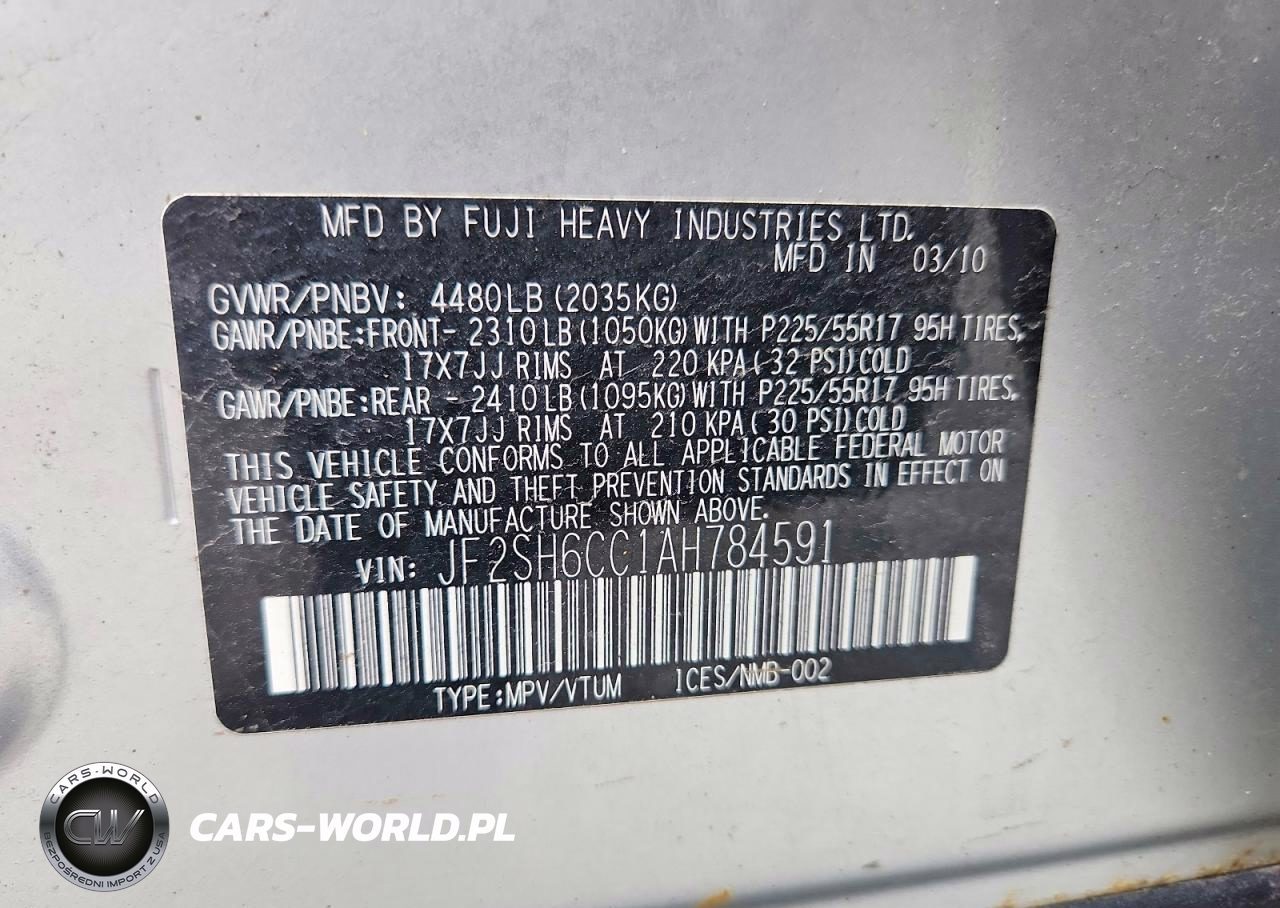 MFD BY FUJI HEAVY INDUSTRIES LTD.
MFD IN 03/10
GVWR/PNBV: 4480LB (2035KG)
GAWR/PNBE:FRONT- 2310LB (1050KG) WITH P225/55R17 95H TIRES,
17X7JJ RIMS AT 220 KPA( 32 PSI)COLD
GAWR/PNBE:REAR - 2410LB (1095KG) WITH P225/55R17 95H TIRES,
17X7JJ RIMS AT 210 KPA( 30 PSI)COLD
THIS VEHICLE CONFORMS TO ALL APPLICABLE FEDERAL MOTOR
VEHICLE SAFETY AND THEFT PREVENTION STANDARDS IN EFFECT ON
THE DATE OF MANUFACTURE SHOWN ABOVE.
VIN: JF2SH6CC1AH784591
TYPE:MPV/VTUM ICES/NMB-002
CARS-WORLD
CW
BEZPOŚREDNI IMPORT Z USA
CARS-WORLD.PL